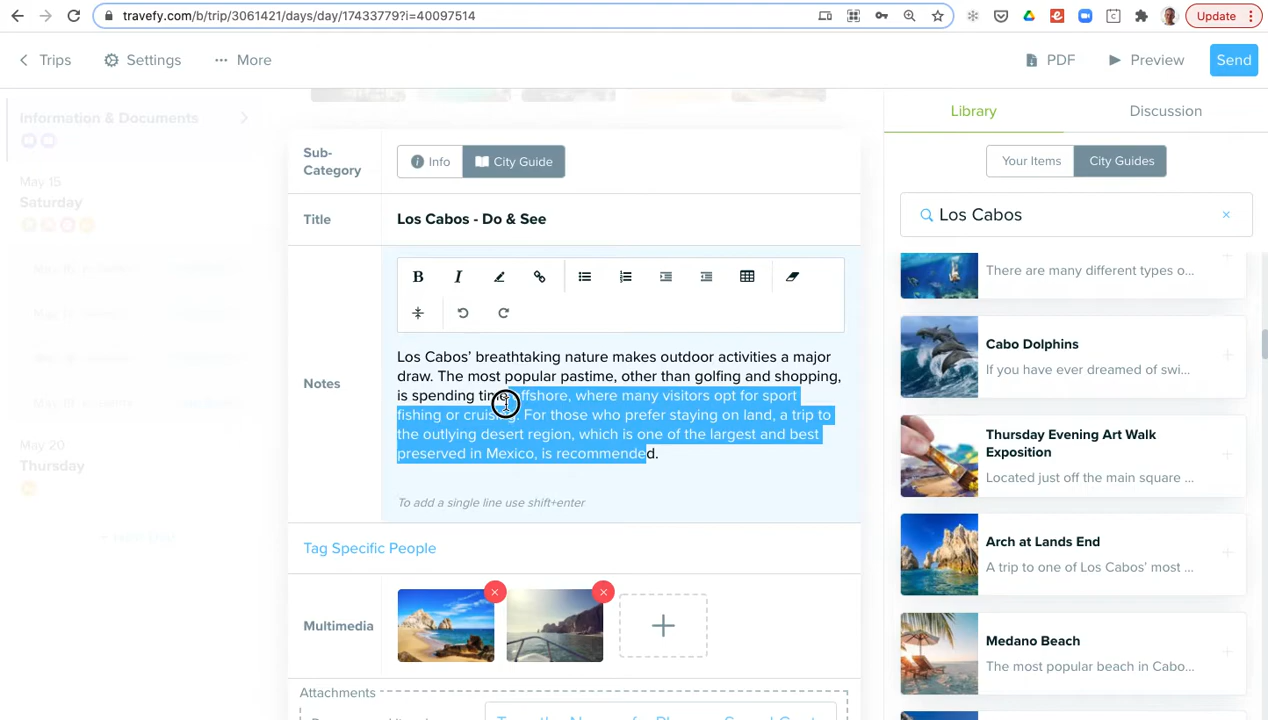 travefy.com/b/trip/3061421/days/day/17433779?i=40097514
Update
Trips
Settings
More
PDF
Preview
Send
Information & Documents
May 15
Saturday
May 20
Thursday
Sub-
Category
Info
City Guide
Title
Los Cabos - Do & See
Notes
Los Cabos’ breathtaking nature makes outdoor activities a major
draw. The most popular pastime, other than golfing and shopping,
is spending time offshore, where many visitors opt for sport
fishing or cruising. For those who prefer staying on land, a trip to
the outlying desert region, which is one of the largest and best
preserved in Mexico, is recommended.
To add a single line use shift+enter
Tag Specific People
Multimedia
Attachments
Library
Discussion
Your Items
City Guides
Los Cabos
There are many different types o...
Cabo Dolphins
If you have ever dreamed of swi...
Thursday Evening Art Walk
Exposition
Located just off the main square ...
Arch at Lands End
A trip to one of Los Cabos' most ...
Medano Beach
The most popular beach in Cabo...